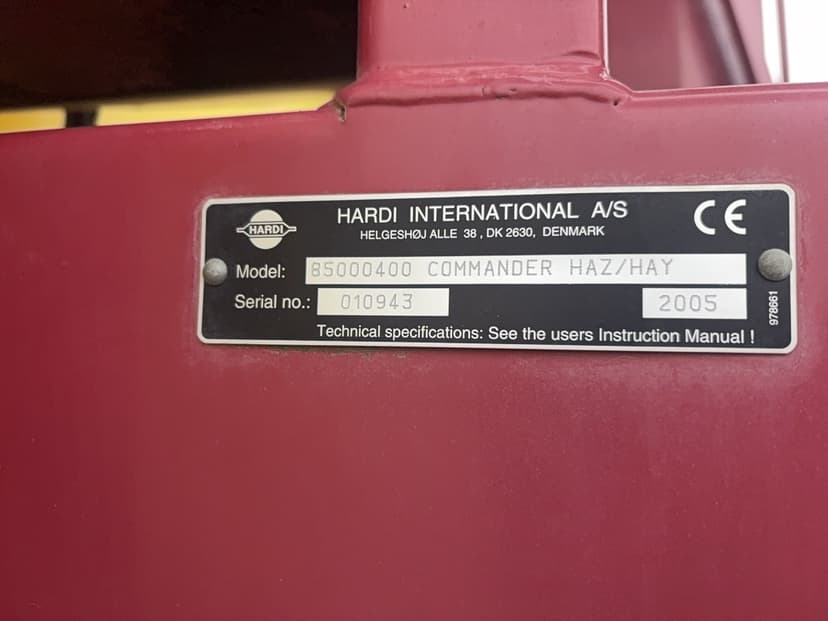 HARDI
HARDI INTERNATIONAL A/S
HELGESHØJ ALLE 38, DK 2630, DENMARK
CE
Model: 85000400 COMMANDER HAZ/HAY
Serial no.: 010943 2005
978661
Technical specifications: See the users Instruction Manual !